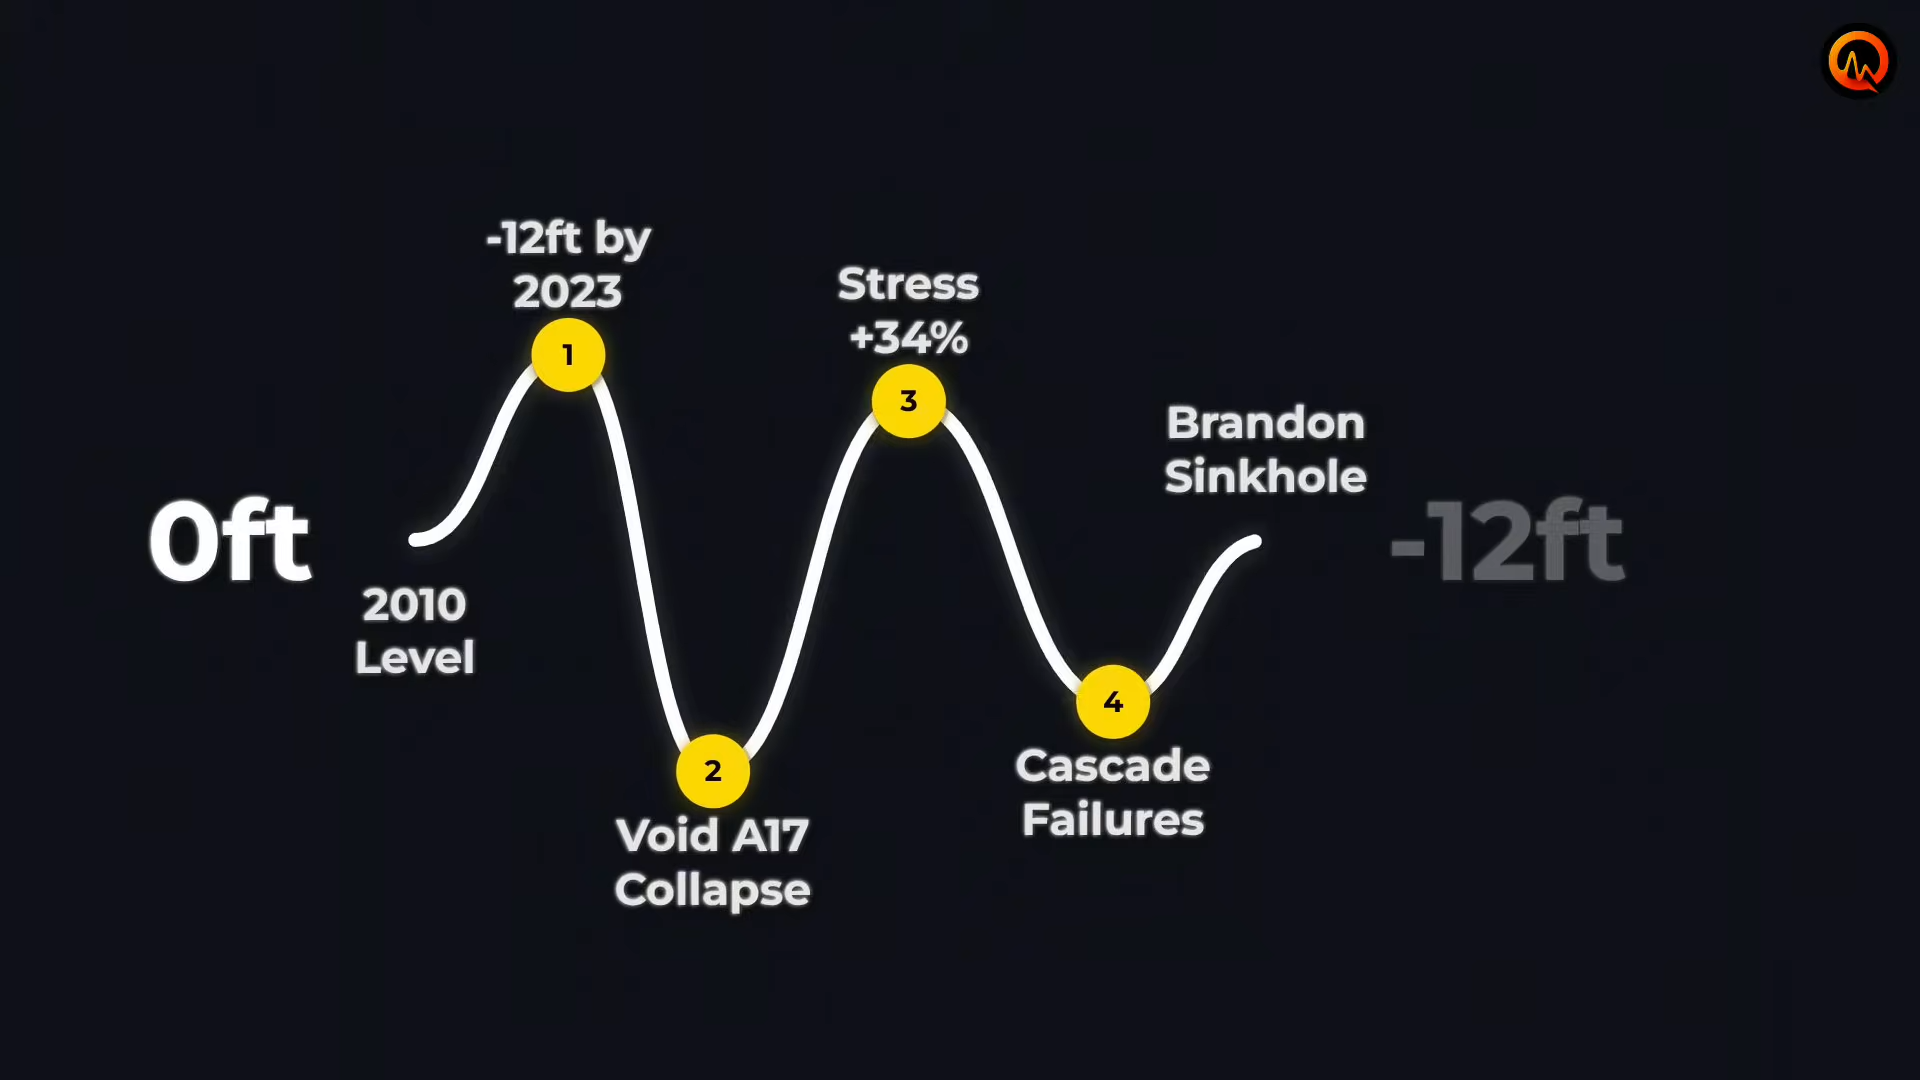 0ft
2010
Level
-12ft by
2023
1
2
Void A17
Collapse
Stress
+34%
3
4
Cascade
Failures
Brandon
Sinkhole
-12ft